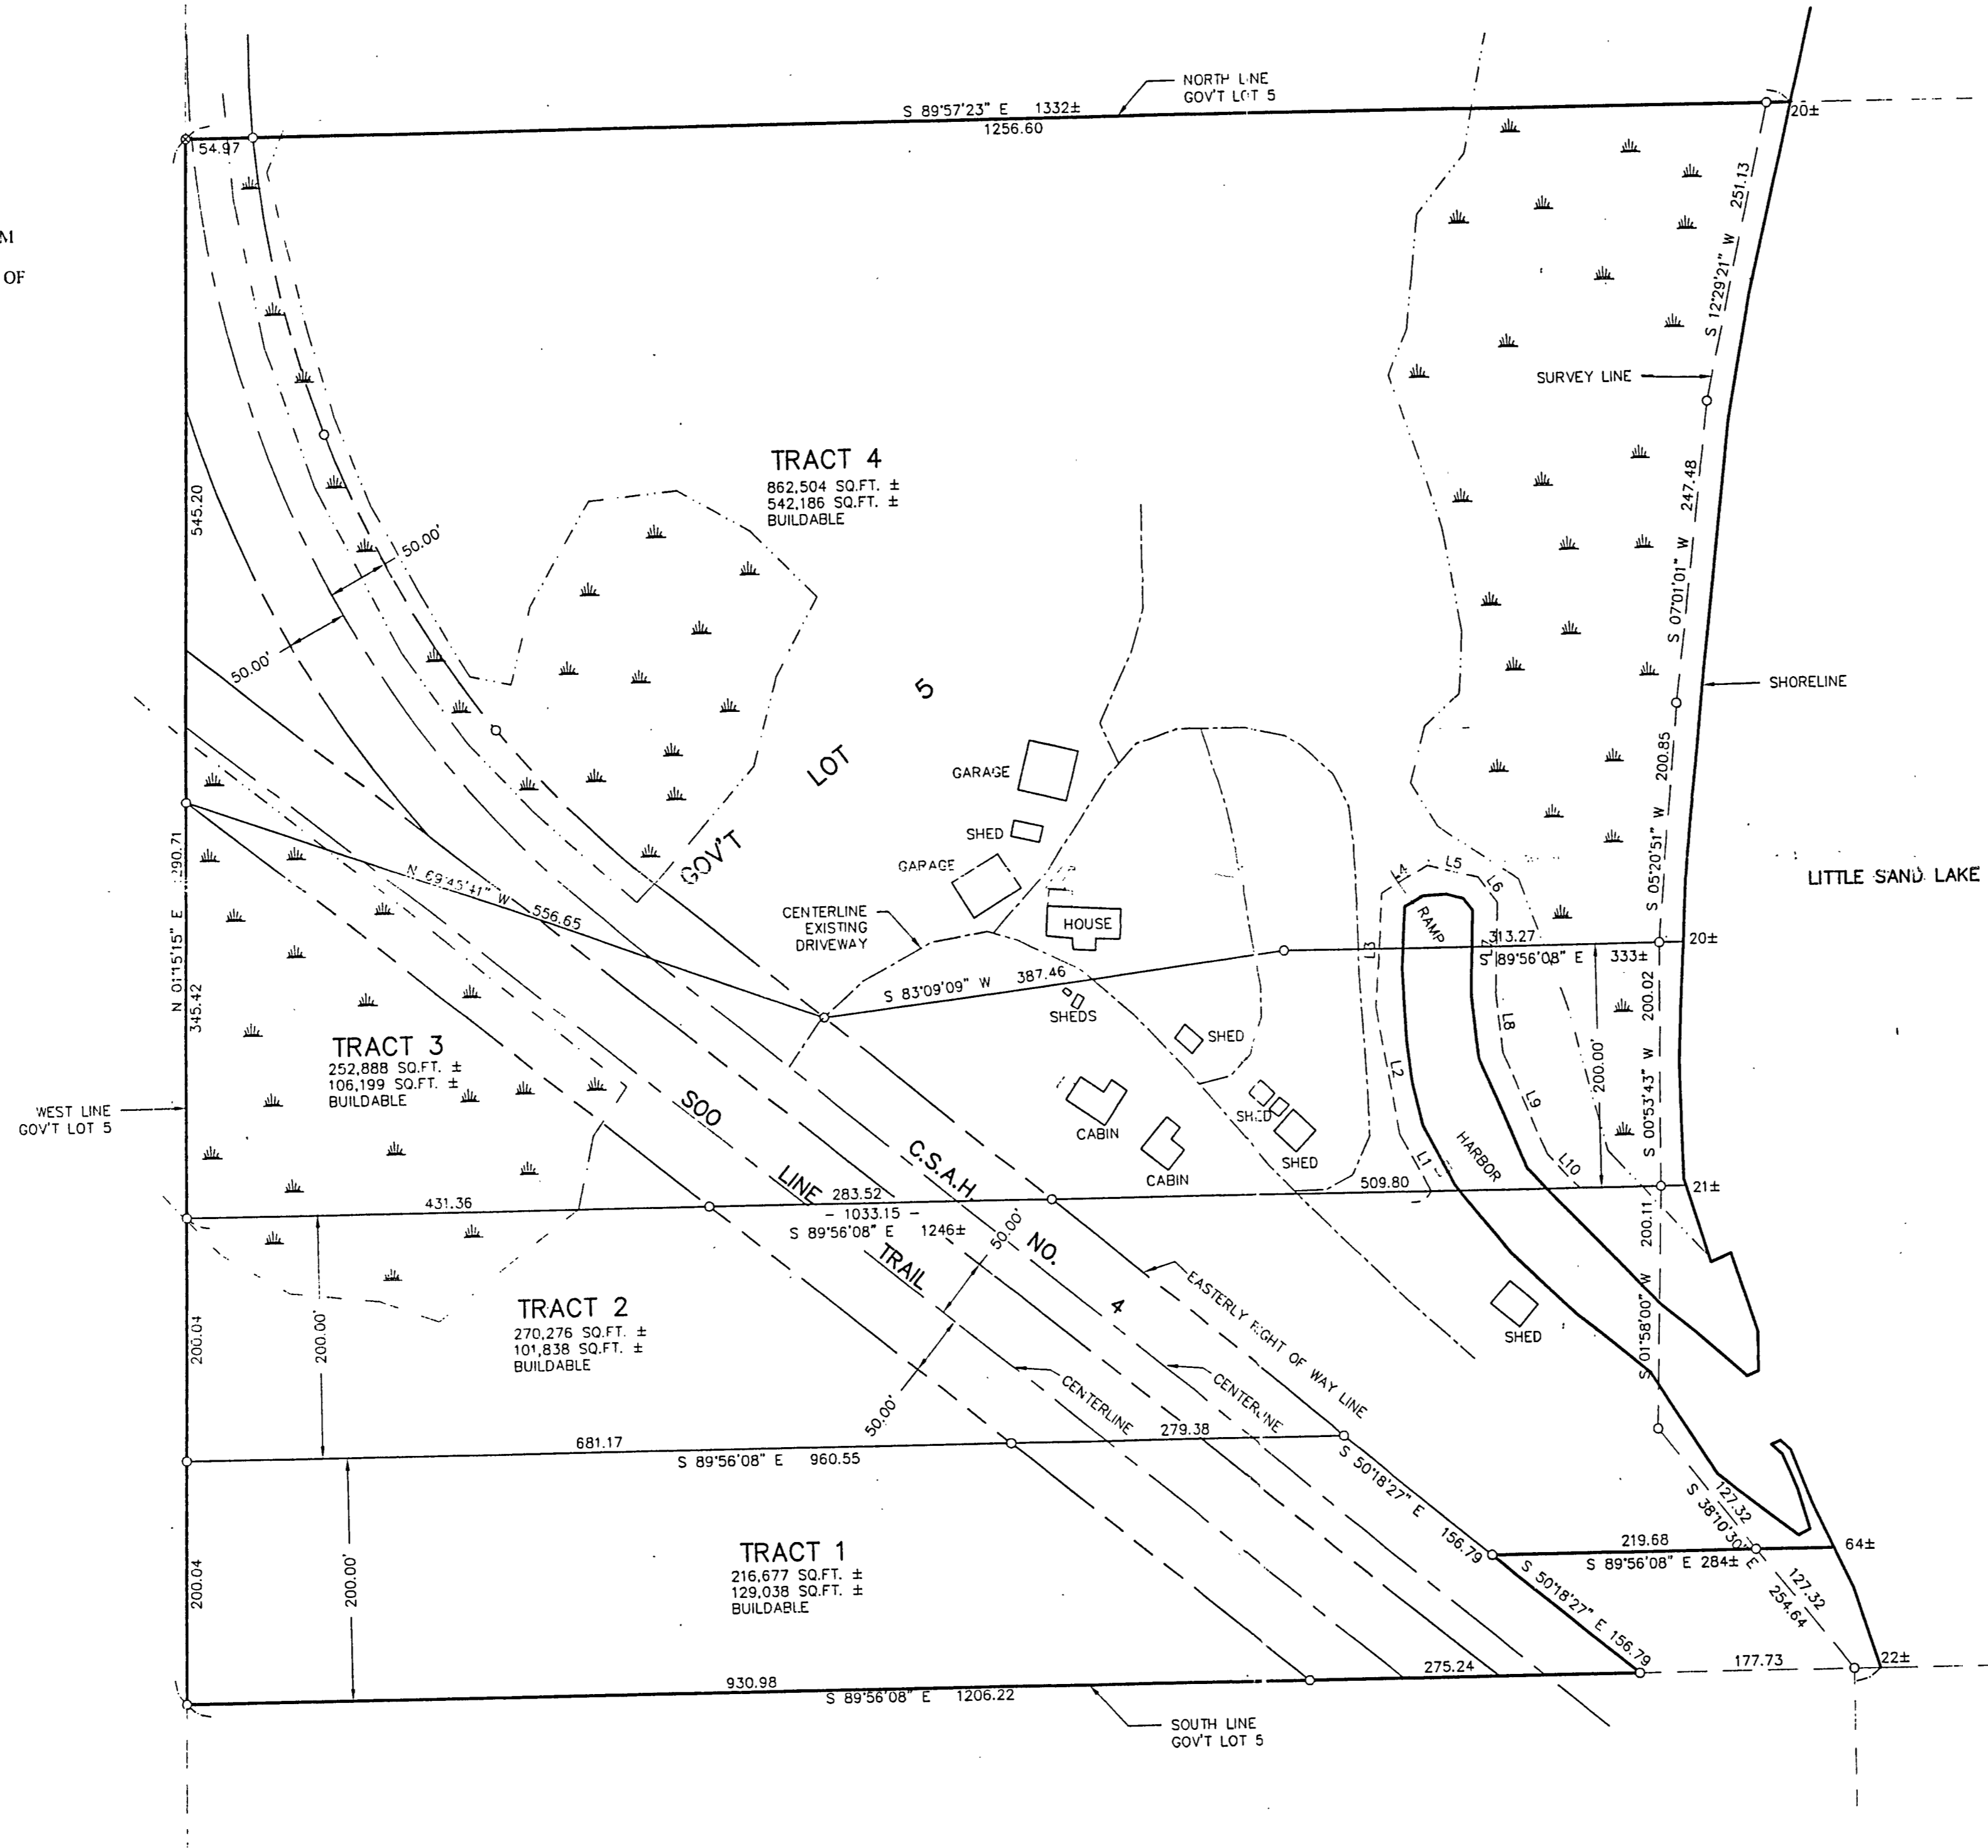 M
OF
NORTH LINE
GOV'T LOT 5
S 89°57'23" E 1332±
1256.60
54.97
20±
S 12°29'21" W 251.13
SURVEY LINE
TRACT 4
862,504 SQ.FT. ±
542,186 SQ.FT. ±
BUILDABLE
545.20
50.00'
50.00'
S 07°01'01" W 247.48
SHORELINE
5
LOT
GOV'T
GARAGE
SHED
GARAGE
S 05°20'51" W 200.85
LITTLE SAND LAKE
L4
L5
L6
RAMP
CENTERLINE
EXISTING
DRIVEWAY
HOUSE
N 69°45'41" W 556.65
N 01°15'15" E
313.27
S 89°56'08" E 333±
20±
L3
L7
S 83°09'09" W 387.46
SHEDS
SHED
345.42
TRACT 3
252,888 SQ.FT. ±
106,199 SQ.FT. ±
BUILDABLE
L2
L8
200.00'
S 00°53'43" W 200.02
WEST LINE
GOV'T LOT 5
SOO
LINE
TRAIL
C.S.A.H.
NO.
4
CABIN
CABIN
SHED
SHED
L9
L10
L1
HARBOR
431.36
283.52
- 1033.15 -
S 89°56'08" E 1246±
509.80
21±
50.00'
200.04
200.00'
TRACT 2
270,276 SQ.FT. ±
101,838 SQ.FT. ±
BUILDABLE
EASTERLY RIGHT OF WAY LINE
SHED
S 01°58'00" W 200.11
CENTERLINE
CENTERLINE
50.00'
681.17
279.38
S 89°56'08" E 960.55
S 50°18'27" E 156.79
127.32
S 38°10'30" E
219.68
S 89°56'08" E 284±
64±
200.04
200.00'
TRACT 1
216,677 SQ.FT. ±
129,038 SQ.FT. ±
BUILDABLE
S 50°18'27" E 156.79
127.32
254.64
930.98
275.24
177.73
22±
S 89°56'08" E 1206.22
SOUTH LINE
GOV'T LOT 5